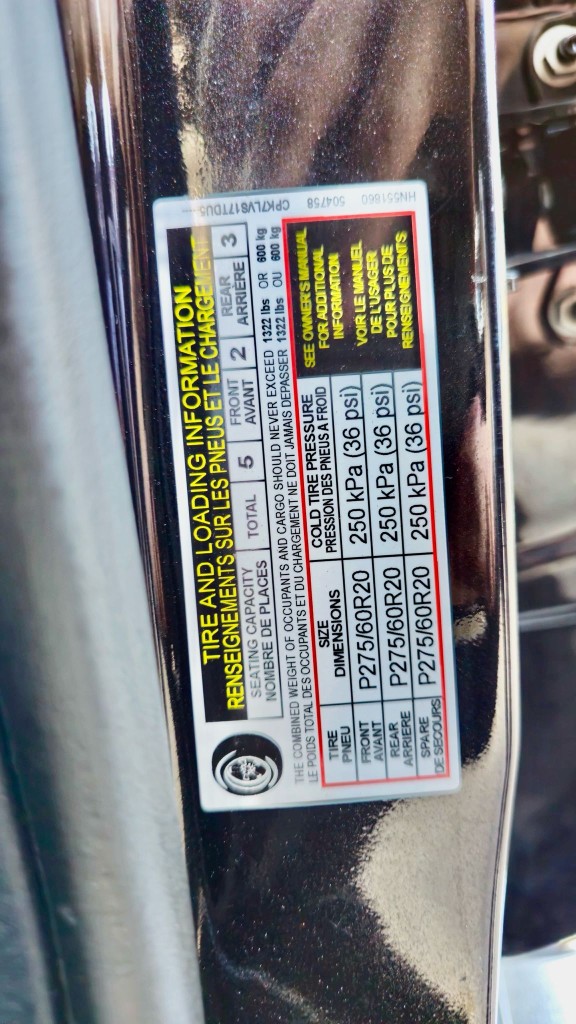 TIRE AND LOADING INFORMATION
RENSEIGNEMENTS SUR LES PNEUS ET LE CHARGEMENT
SEATING CAPACITY TOTAL 5 FRONT 2 REAR 3
NOMBRE DE PLACES AVANT ARRIÈRE
THE COMBINED WEIGHT OF OCCUPANTS AND CARGO SHOULD NEVER EXCEED 1322 lbs OR 600 kg
LE POIDS TOTAL DES OCCUPANTS ET DU CHARGEMENT NE DOIT JAMAIS DEPASSER 1322 lbs OU 600 kg
TIRE SIZE COLD TIRE PRESSURE
PNEU DIMENSIONS PRESSION DES PNEUS A FROID
FRONT AVANT P275/60R20 250 kPa (36 psi)
REAR ARRIERE P275/60R20 250 kPa (36 psi)
SPARE DE SECOURS P275/60R20 250 kPa (36 psi)
SEE OWNER'S MANUAL
FOR ADDITIONAL
INFORMATION
VOIR LE MANUEL
DE L'USAGER
POUR PLUS DE
RENSEIGNEMENTS
504758
HN551860